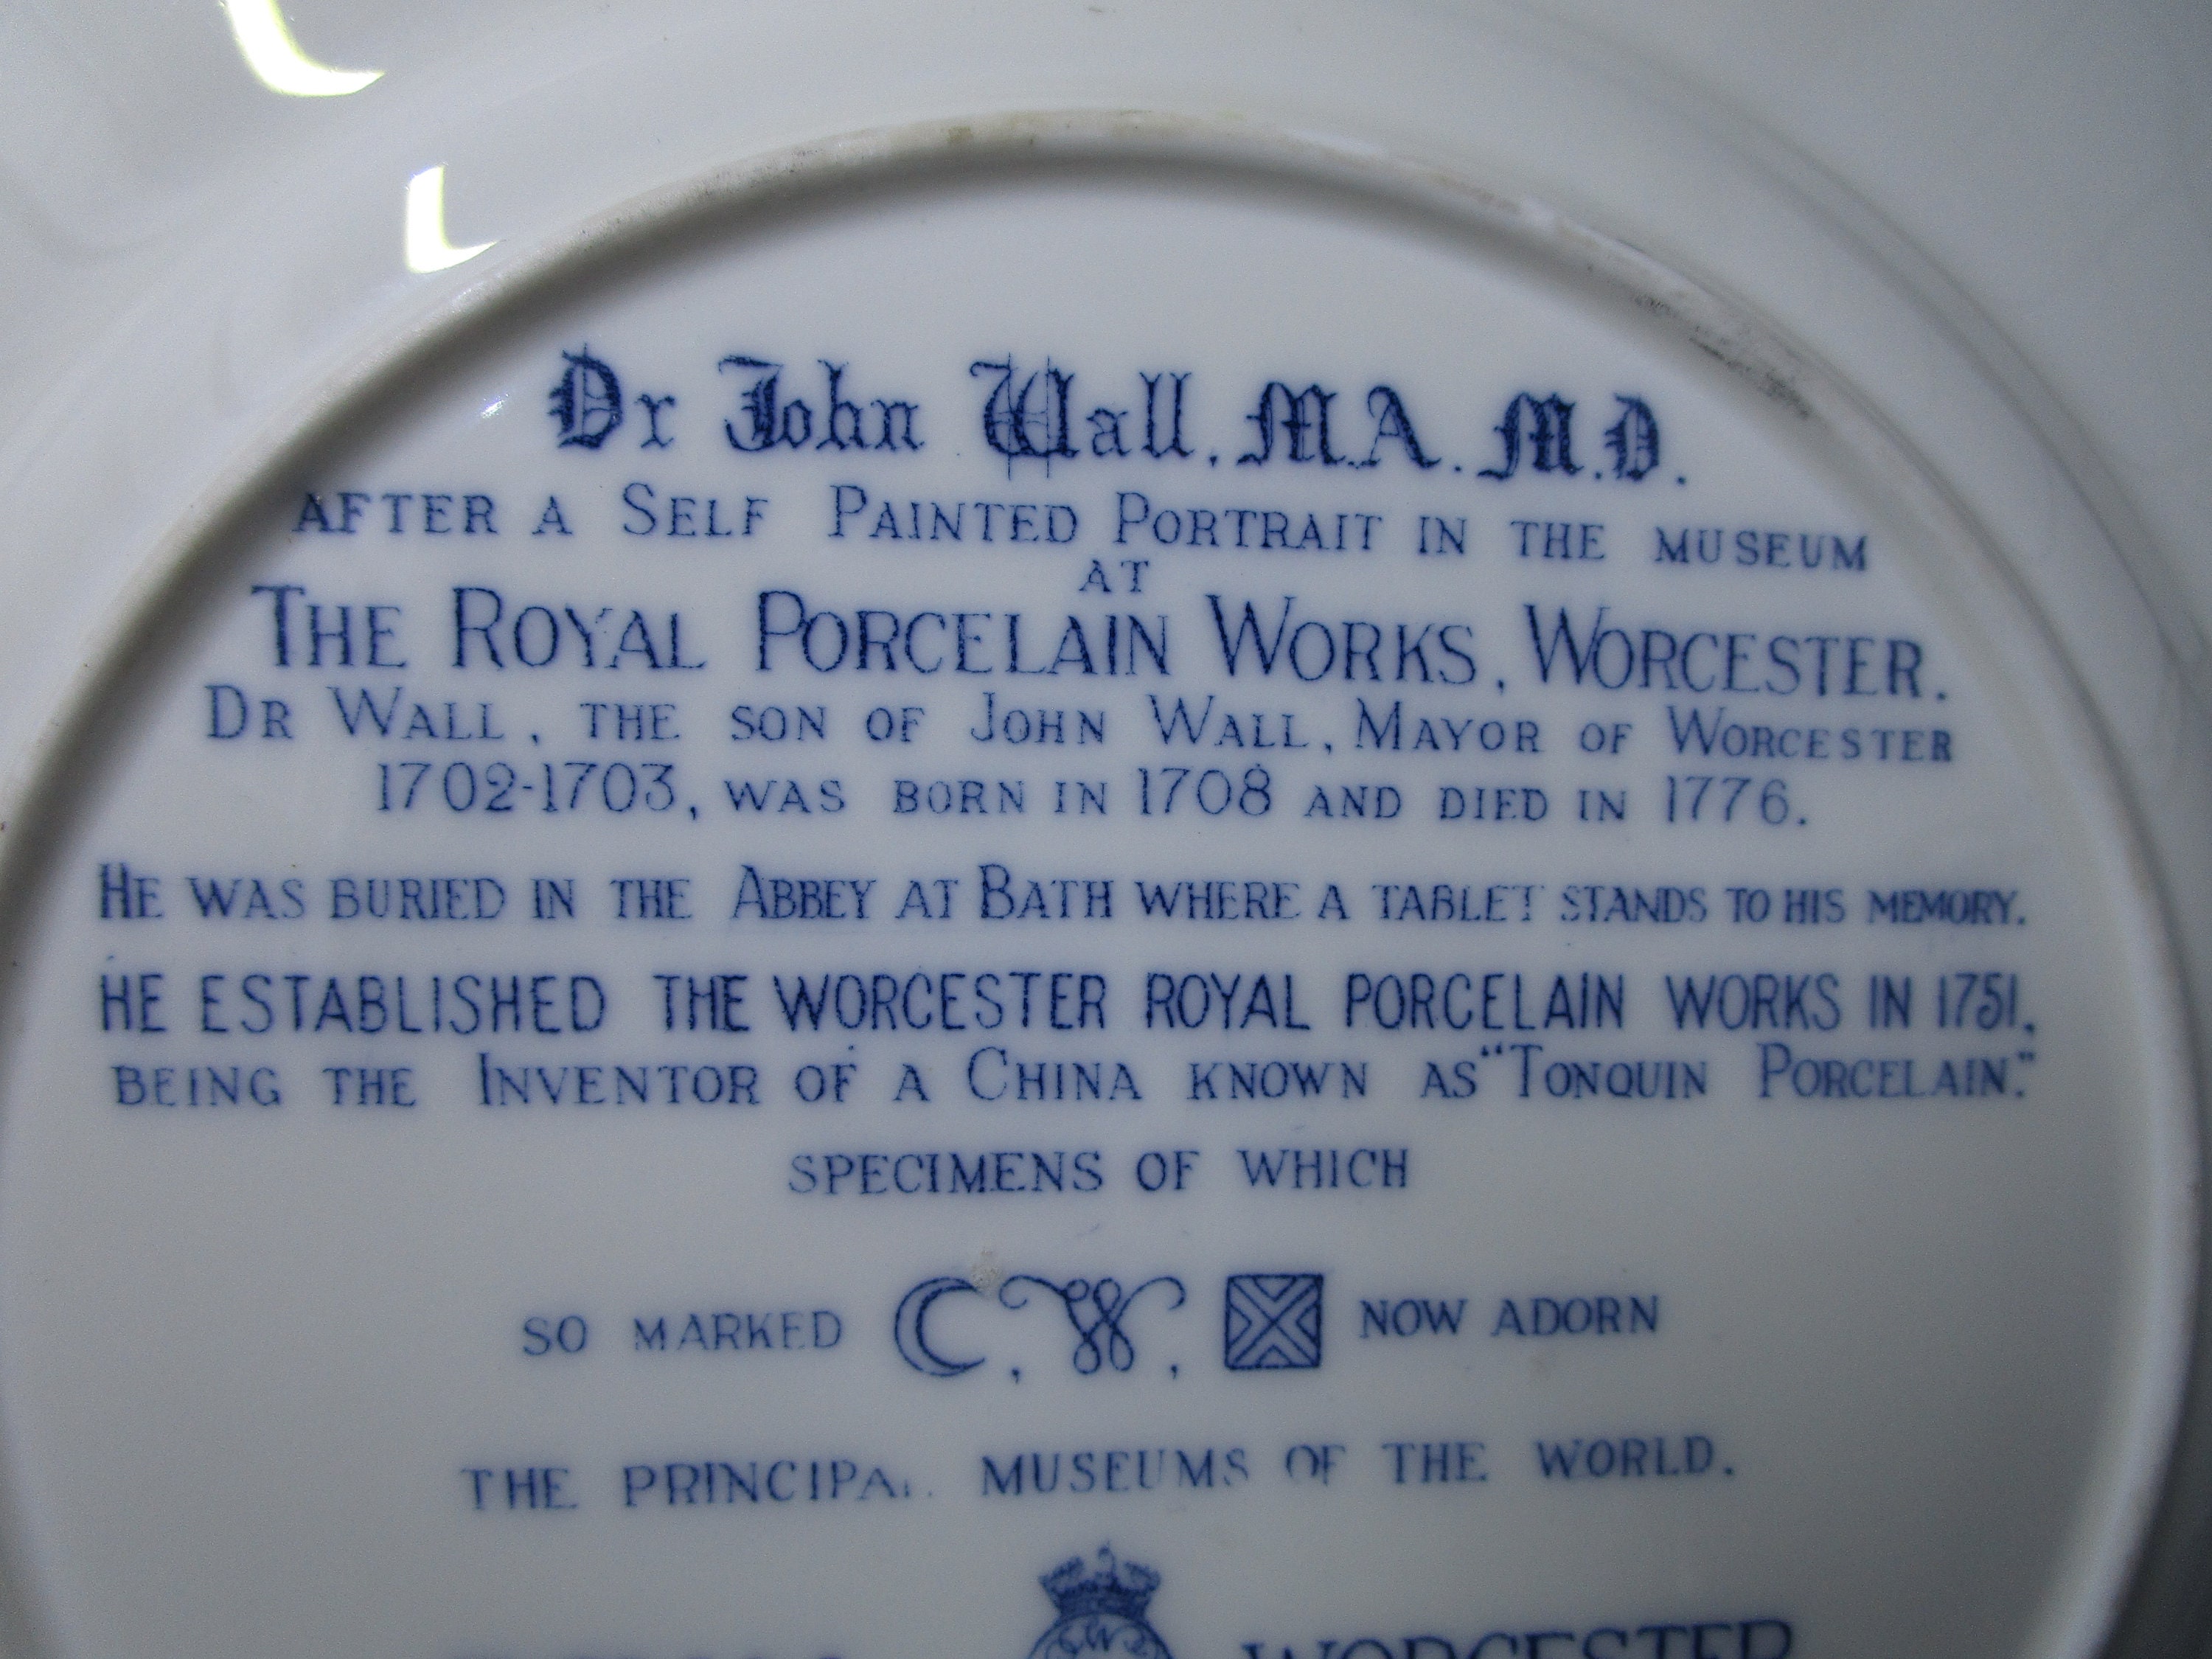 Dr John Wall, M.A. M.D.
AFTER A SELF PAINTED PORTRAIT IN THE MUSEUM
AT
THE ROYAL PORCELAIN WORKS, WORCESTER.
DR WALL, THE SON OF JOHN WALL, MAYOR OF WORCESTER
1702-1703, WAS BORN IN 1708 AND DIED IN 1776.
HE WAS BURIED IN THE ABBEY AT BATH WHERE A TABLET STANDS TO HIS MEMORY.
HE ESTABLISHED THE WORCESTER ROYAL PORCELAIN WORKS IN 1751,
BEING THE INVENTOR OF A CHINA KNOWN AS "TONQUIN PORCELAIN."
SPECIMENS OF WHICH
SO MARKED C, W, NOW ADORN
THE PRINCIPAL MUSEUMS OF THE WORLD.
WORCESTER